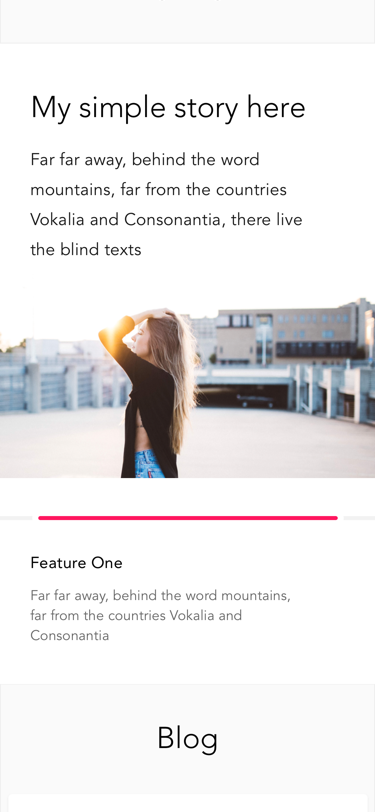 My simple story here
Far far away, behind the word
mountains, far from the countries
Vokalia and Consonantia, there live
the blind texts
Feature One
Far far away, behind the word mountains,
far from the countries Vokalia and
Consonantia
Blog